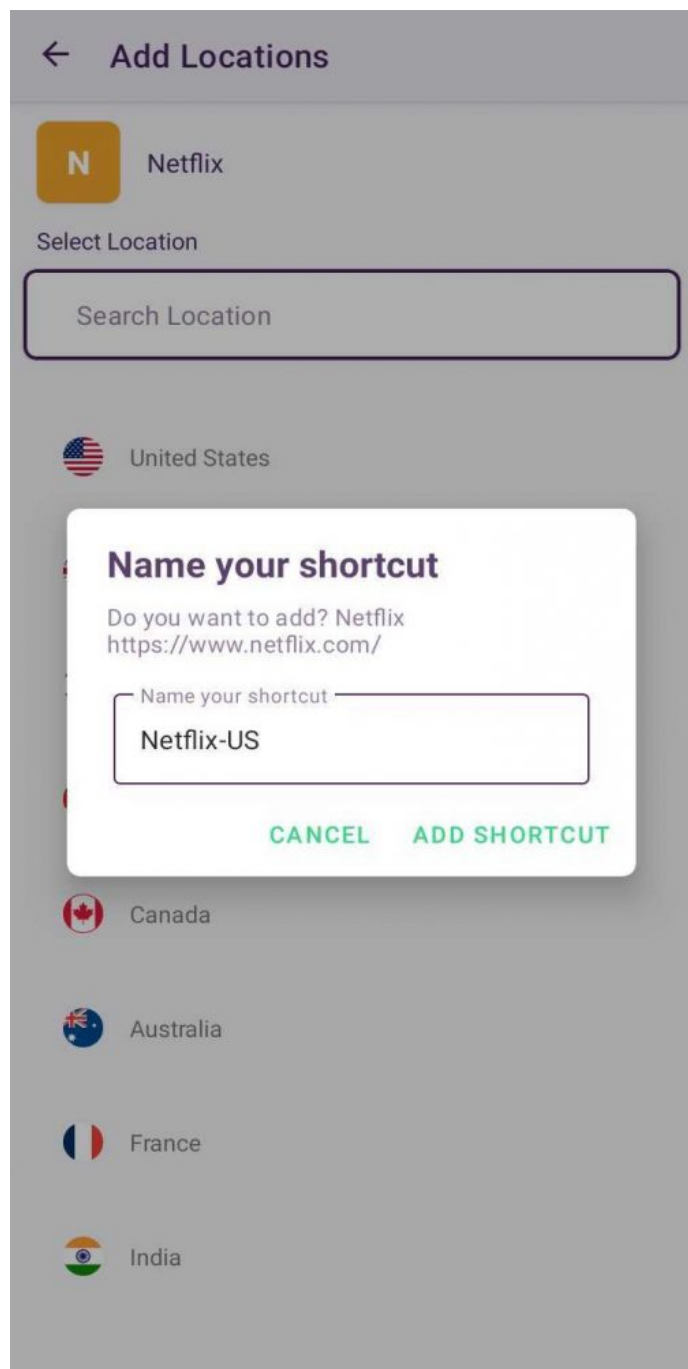 Add Locations
N
Netflix
Select Location
Search Location
United States
Name your shortcut
Do you want to add? Netflix
https://www.netflix.com/
Name your shortcut
Netflix-US
CANCEL ADD SHORTCUT
Canada
Australia
France
India